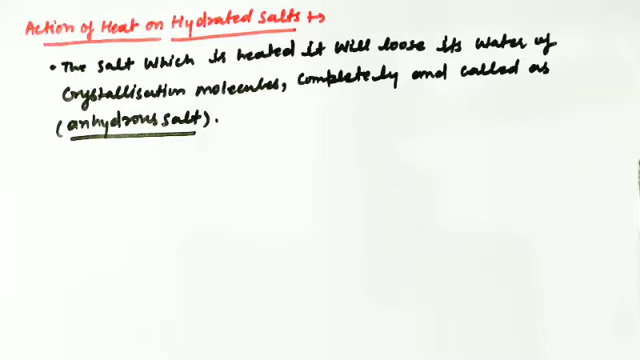 Action of Heat on Hydrated Salts →
• The salt which is heated it will loose its water of
Crystallisation molecules, completely and called as
(anhydrous salt).